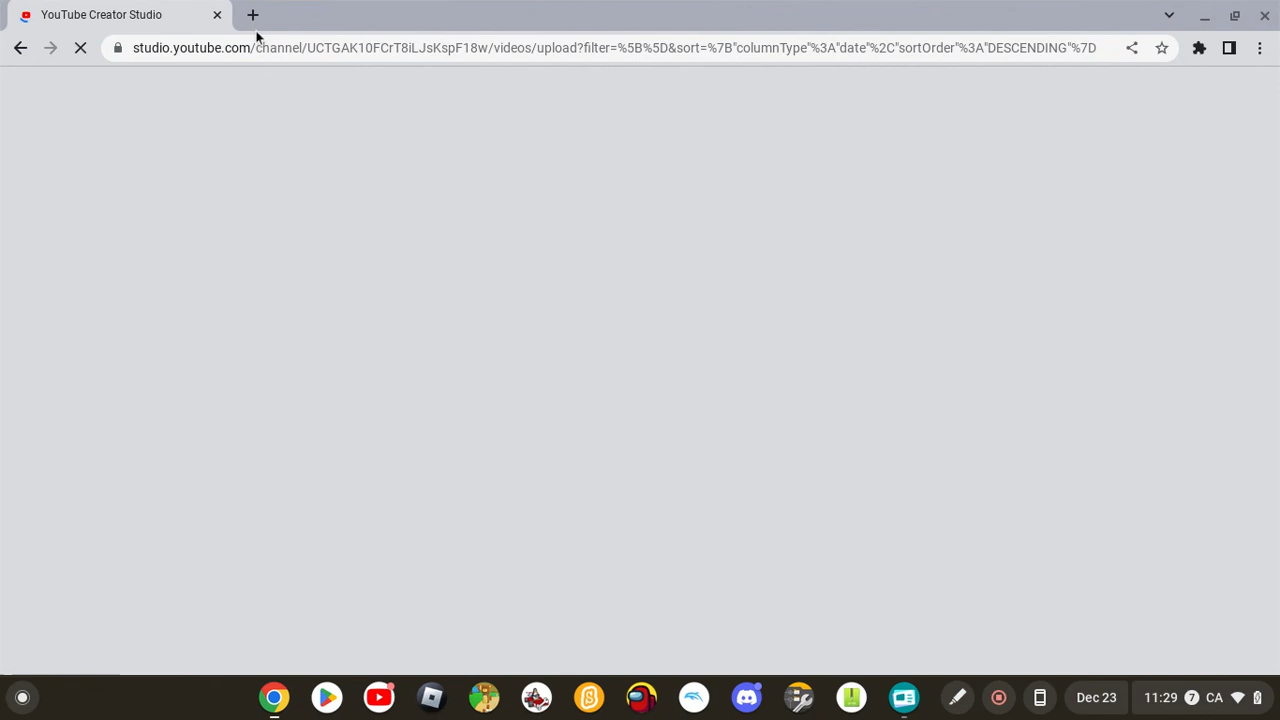 YouTube Creator Studio
studio.youtube.com/channel/UCTGAK10FCrT8iLJsKspF18w/videos/upload?filter=%5B%5D&sort=%7B"columnType"%3A"date"%2C"sortOrder"%3A"DESCENDING"%7D
Dec 23
11:29 7 CA